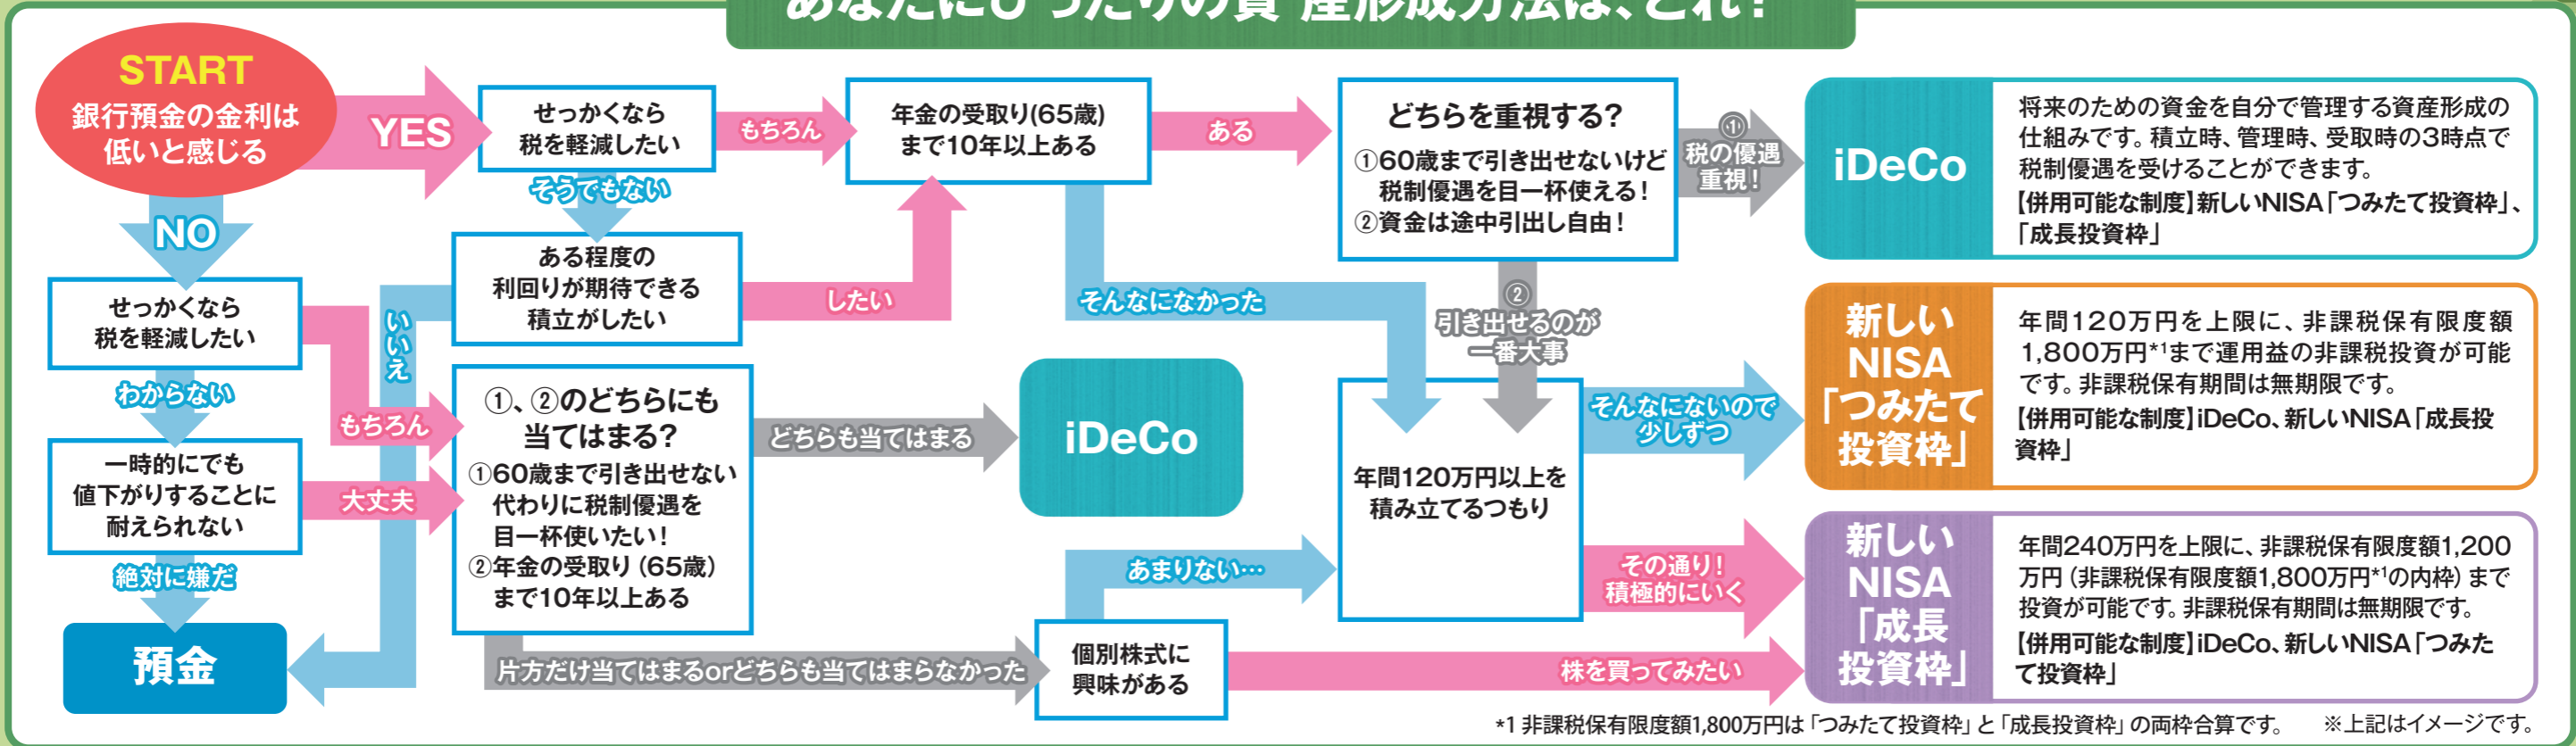 あなたにぴったりの資産形成方法は、どれ?
START
銀行預金の金利は
低いと感じる
YES
NO
せっかくなら
税を軽減したい
もちろん
そうでもない
年金の受取り(65歳)
まで10年以上ある
ある
そんなになかった
どちらを重視する?
①60歳まで引き出せないけど
税制優遇を目一杯使える!
②資金は途中引出し自由!
①
税の優遇
重視!
②
引き出せるのが
一番大事
iDeCo
将来のための資金を自分で管理する資産形成の
仕組みです。積立時、管理時、受取時の3時点で
税制優遇を受けることができます。
【併用可能な制度】新しいNISA「つみたて投資枠」、
「成長投資枠」
ある程度の
利回りが期待できる
積立がしたい
したい
いいえ
せっかくなら
税を軽減したい
わからない
もちろん
一時的にでも
値下がりすることに
耐えられない
大丈夫
絶対に嫌だ
預金
①、②のどちらにも
当てはまる?
①60歳まで引き出せない
代わりに税制優遇を
目一杯使いたい!
②年金の受取り(65歳)
まで10年以上ある
どちらも当てはまる
iDeCo
片方だけ当てはまるorどちらも当てはまらなかった
個別株式に
興味がある
あまりない…
株を買ってみたい
年間120万円以上を
積み立てるつもり
そんなにないので
少しずつ
その通り!
積極的にいく
新しい
NISA
「つみたて
投資枠」
年間120万円を上限に、非課税保有限度額
1,800万円*1まで運用益の非課税投資が可能
です。非課税保有期間は無期限です。
【併用可能な制度】iDeCo、新しいNISA「成長投
資枠」
新しい
NISA
「成長
投資枠」
年間240万円を上限に、非課税保有限度額1,200
万円(非課税保有限度額1,800万円*1の内枠)まで
投資が可能です。非課税保有期間は無期限です。
【併用可能な制度】iDeCo、新しいNISA「つみた
て投資枠」
*1 非課税保有限度額1,800万円は「つみたて投資枠」と「成長投資枠」の両枠合算です。 ※上記はイメージです。